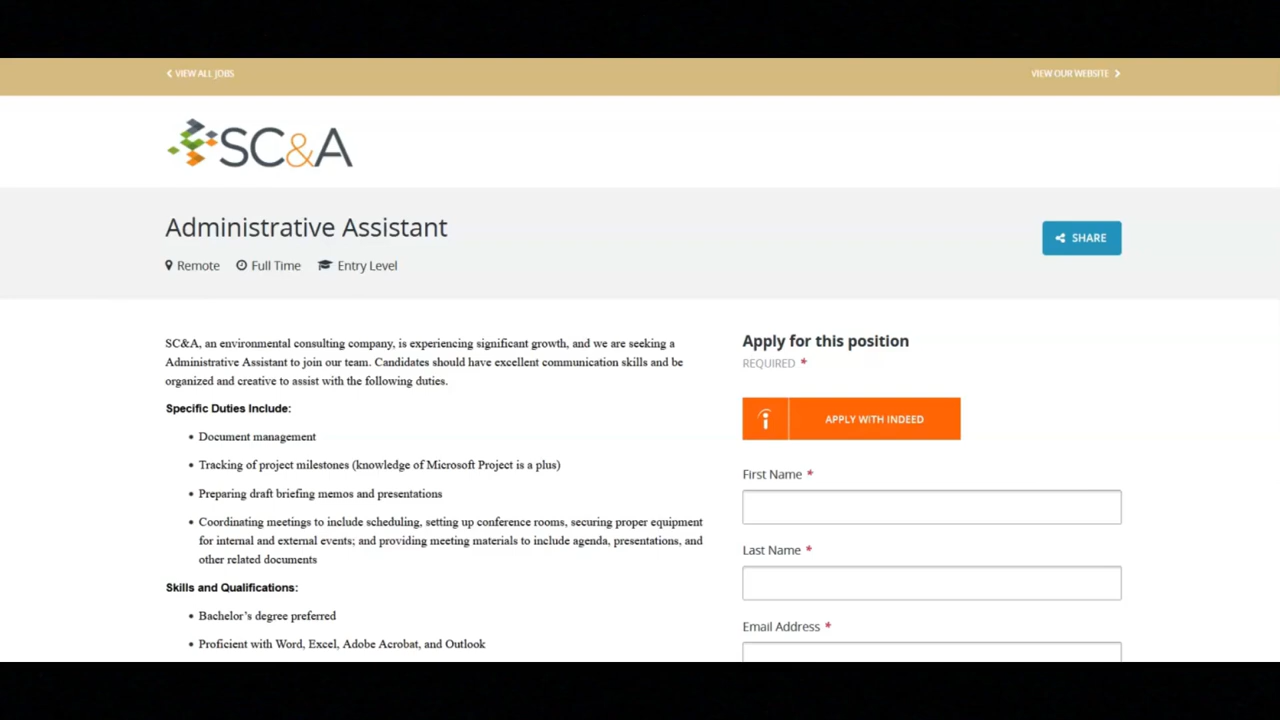 VIEW ALL JOBS
VIEW OUR WEBSITE
SC&A
Administrative Assistant
SHARE
Remote Full Time Entry Level
SC&A, an environmental consulting company, is experiencing significant growth, and we are seeking a
Administrative Assistant to join our team. Candidates should have excellent communication skills and be
organized and creative to assist with the following duties.
Specific Duties Include:
• Document management
• Tracking of project milestones (knowledge of Microsoft Project is a plus)
• Preparing draft briefing memos and presentations
• Coordinating meetings to include scheduling, setting up conference rooms, securing proper equipment
for internal and external events; and providing meeting materials to include agenda, presentations, and
other related documents
Skills and Qualifications:
• Bachelor’s degree preferred
• Proficient with Word, Excel, Adobe Acrobat, and Outlook
Apply for this position
REQUIRED *
APPLY WITH INDEED
First Name *
Last Name *
Email Address *